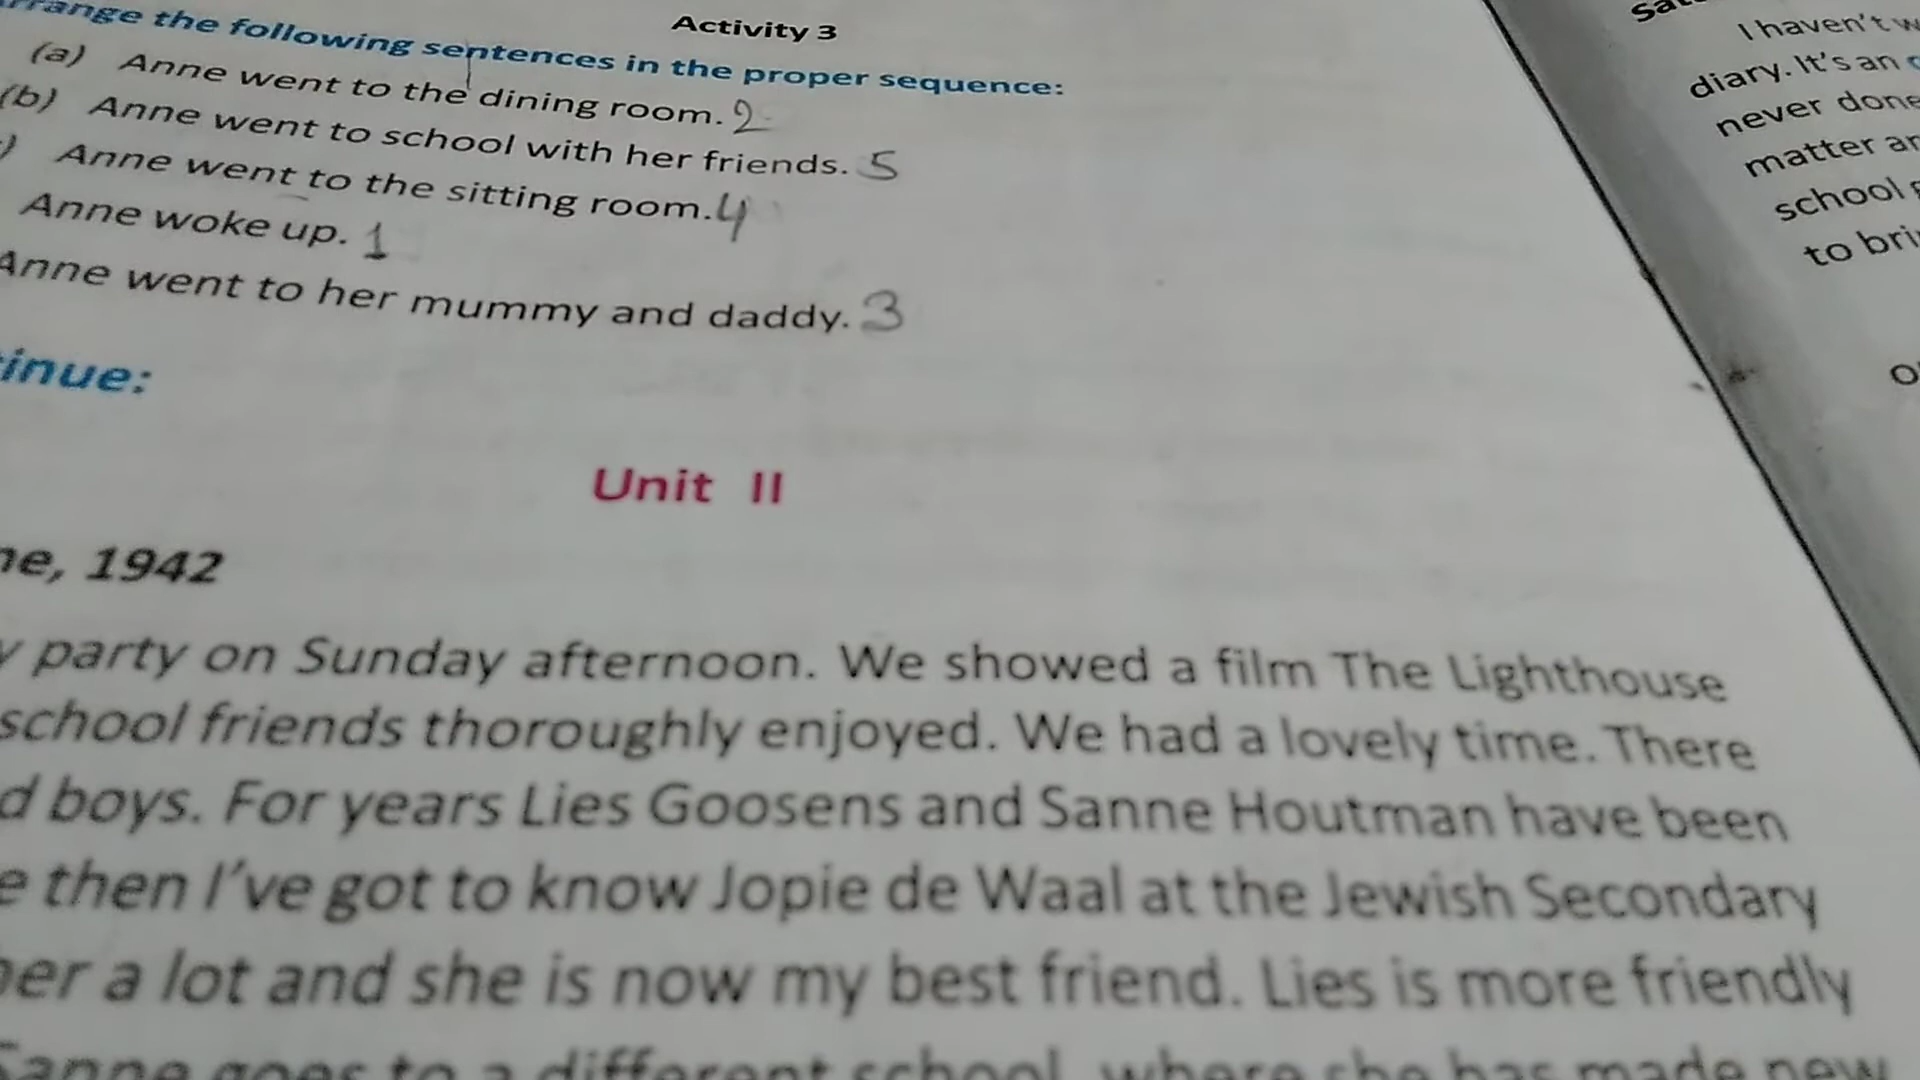 Activity 3
the following sentences in the proper sequence:
(a) Anne went to the dining room. 2
(b) Anne went to school with her friends. 5
Anne went to the sitting room. 4
Anne woke up. 1
Anne went to her mummy and daddy. 3
Unit II
1942
party on Sunday afternoon. We showed a film The Lighthouse
school friends thoroughly enjoyed. We had a lovely time. There
boys. For years Lies Goosens and Sanne Houtman have been
then I've got to know Jopie de Waal at the Jewish Secondary
a lot and she is now my best friend. Lies is more friendly
Sanne goes to a different school, where she has made new
I haven't
diary. It's an
never done
matter
school
to